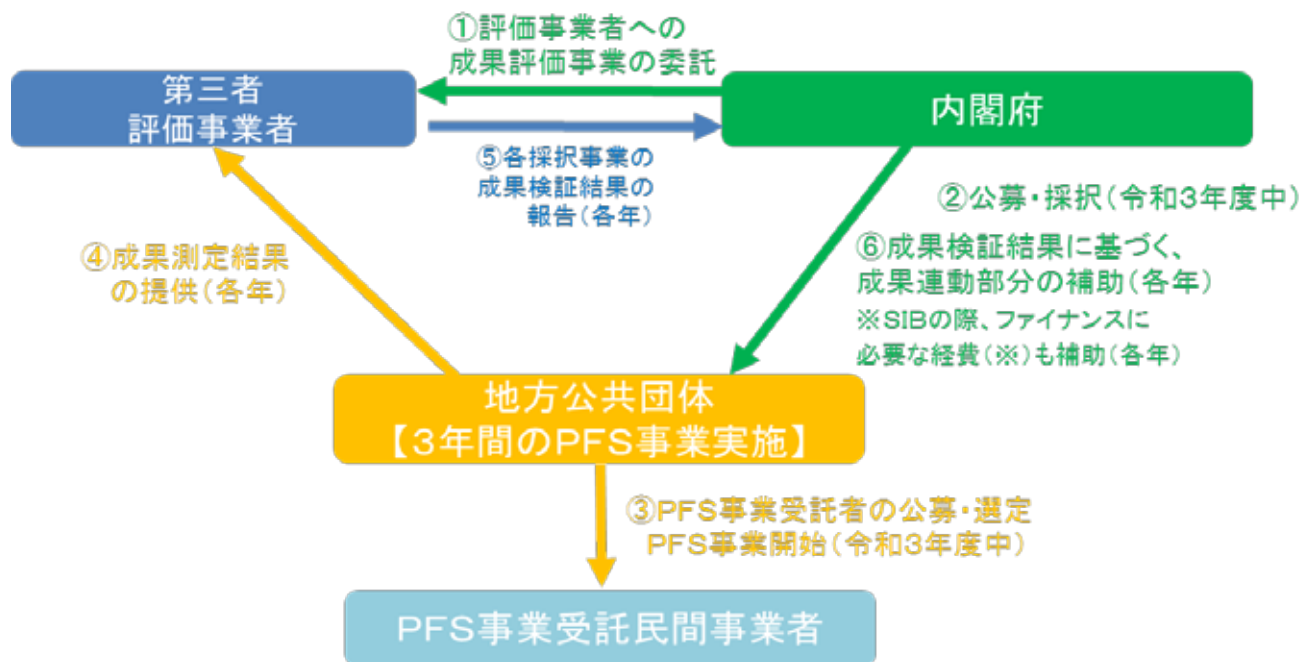 ①評価事業者への
成果評価事業の委託
第三者
評価事業者
内閣府
⑤各採択事業の
成果検証結果の
報告(各年)
②公募・採択(令和3年度中)
⑥成果検証結果に基づく、
成果連動部分の補助(各年)
※SIBの際、ファイナンスに
必要な経費(※)も補助(各年)
④成果測定結果
の提供(各年)
地方公共団体
【3年間のPFS事業実施】
③PFS事業受託者の公募・選定
PFS事業開始(令和3年度中)
PFS事業受託民間事業者